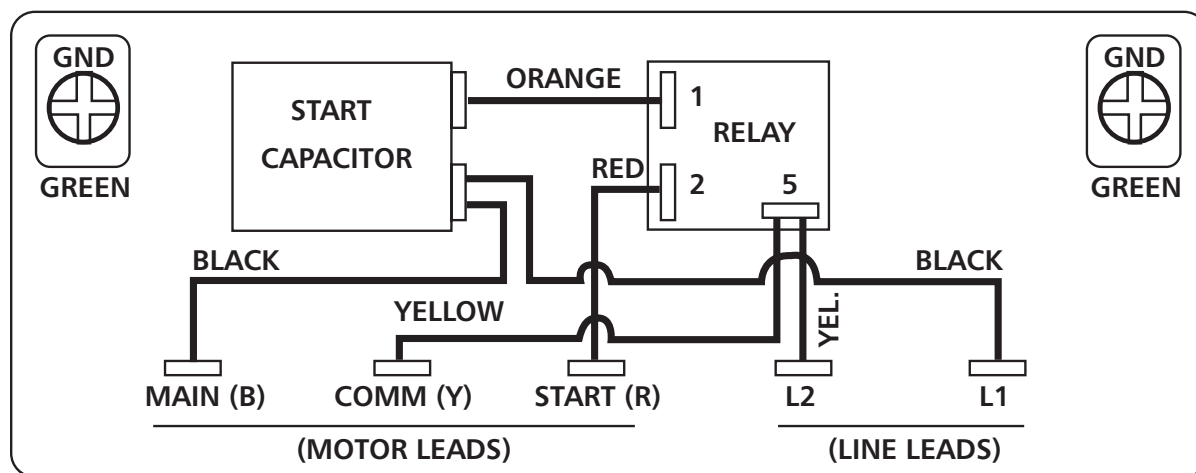 GND
GREEN
START
CAPACITOR
ORANGE
1
RELAY
RED
2
5
GND
GREEN
BLACK
BLACK
YELLOW
YEL.
MAIN (B)
COMM (Y)
START (R)
L2
L1
(MOTOR LEADS)
(LINE LEADS)